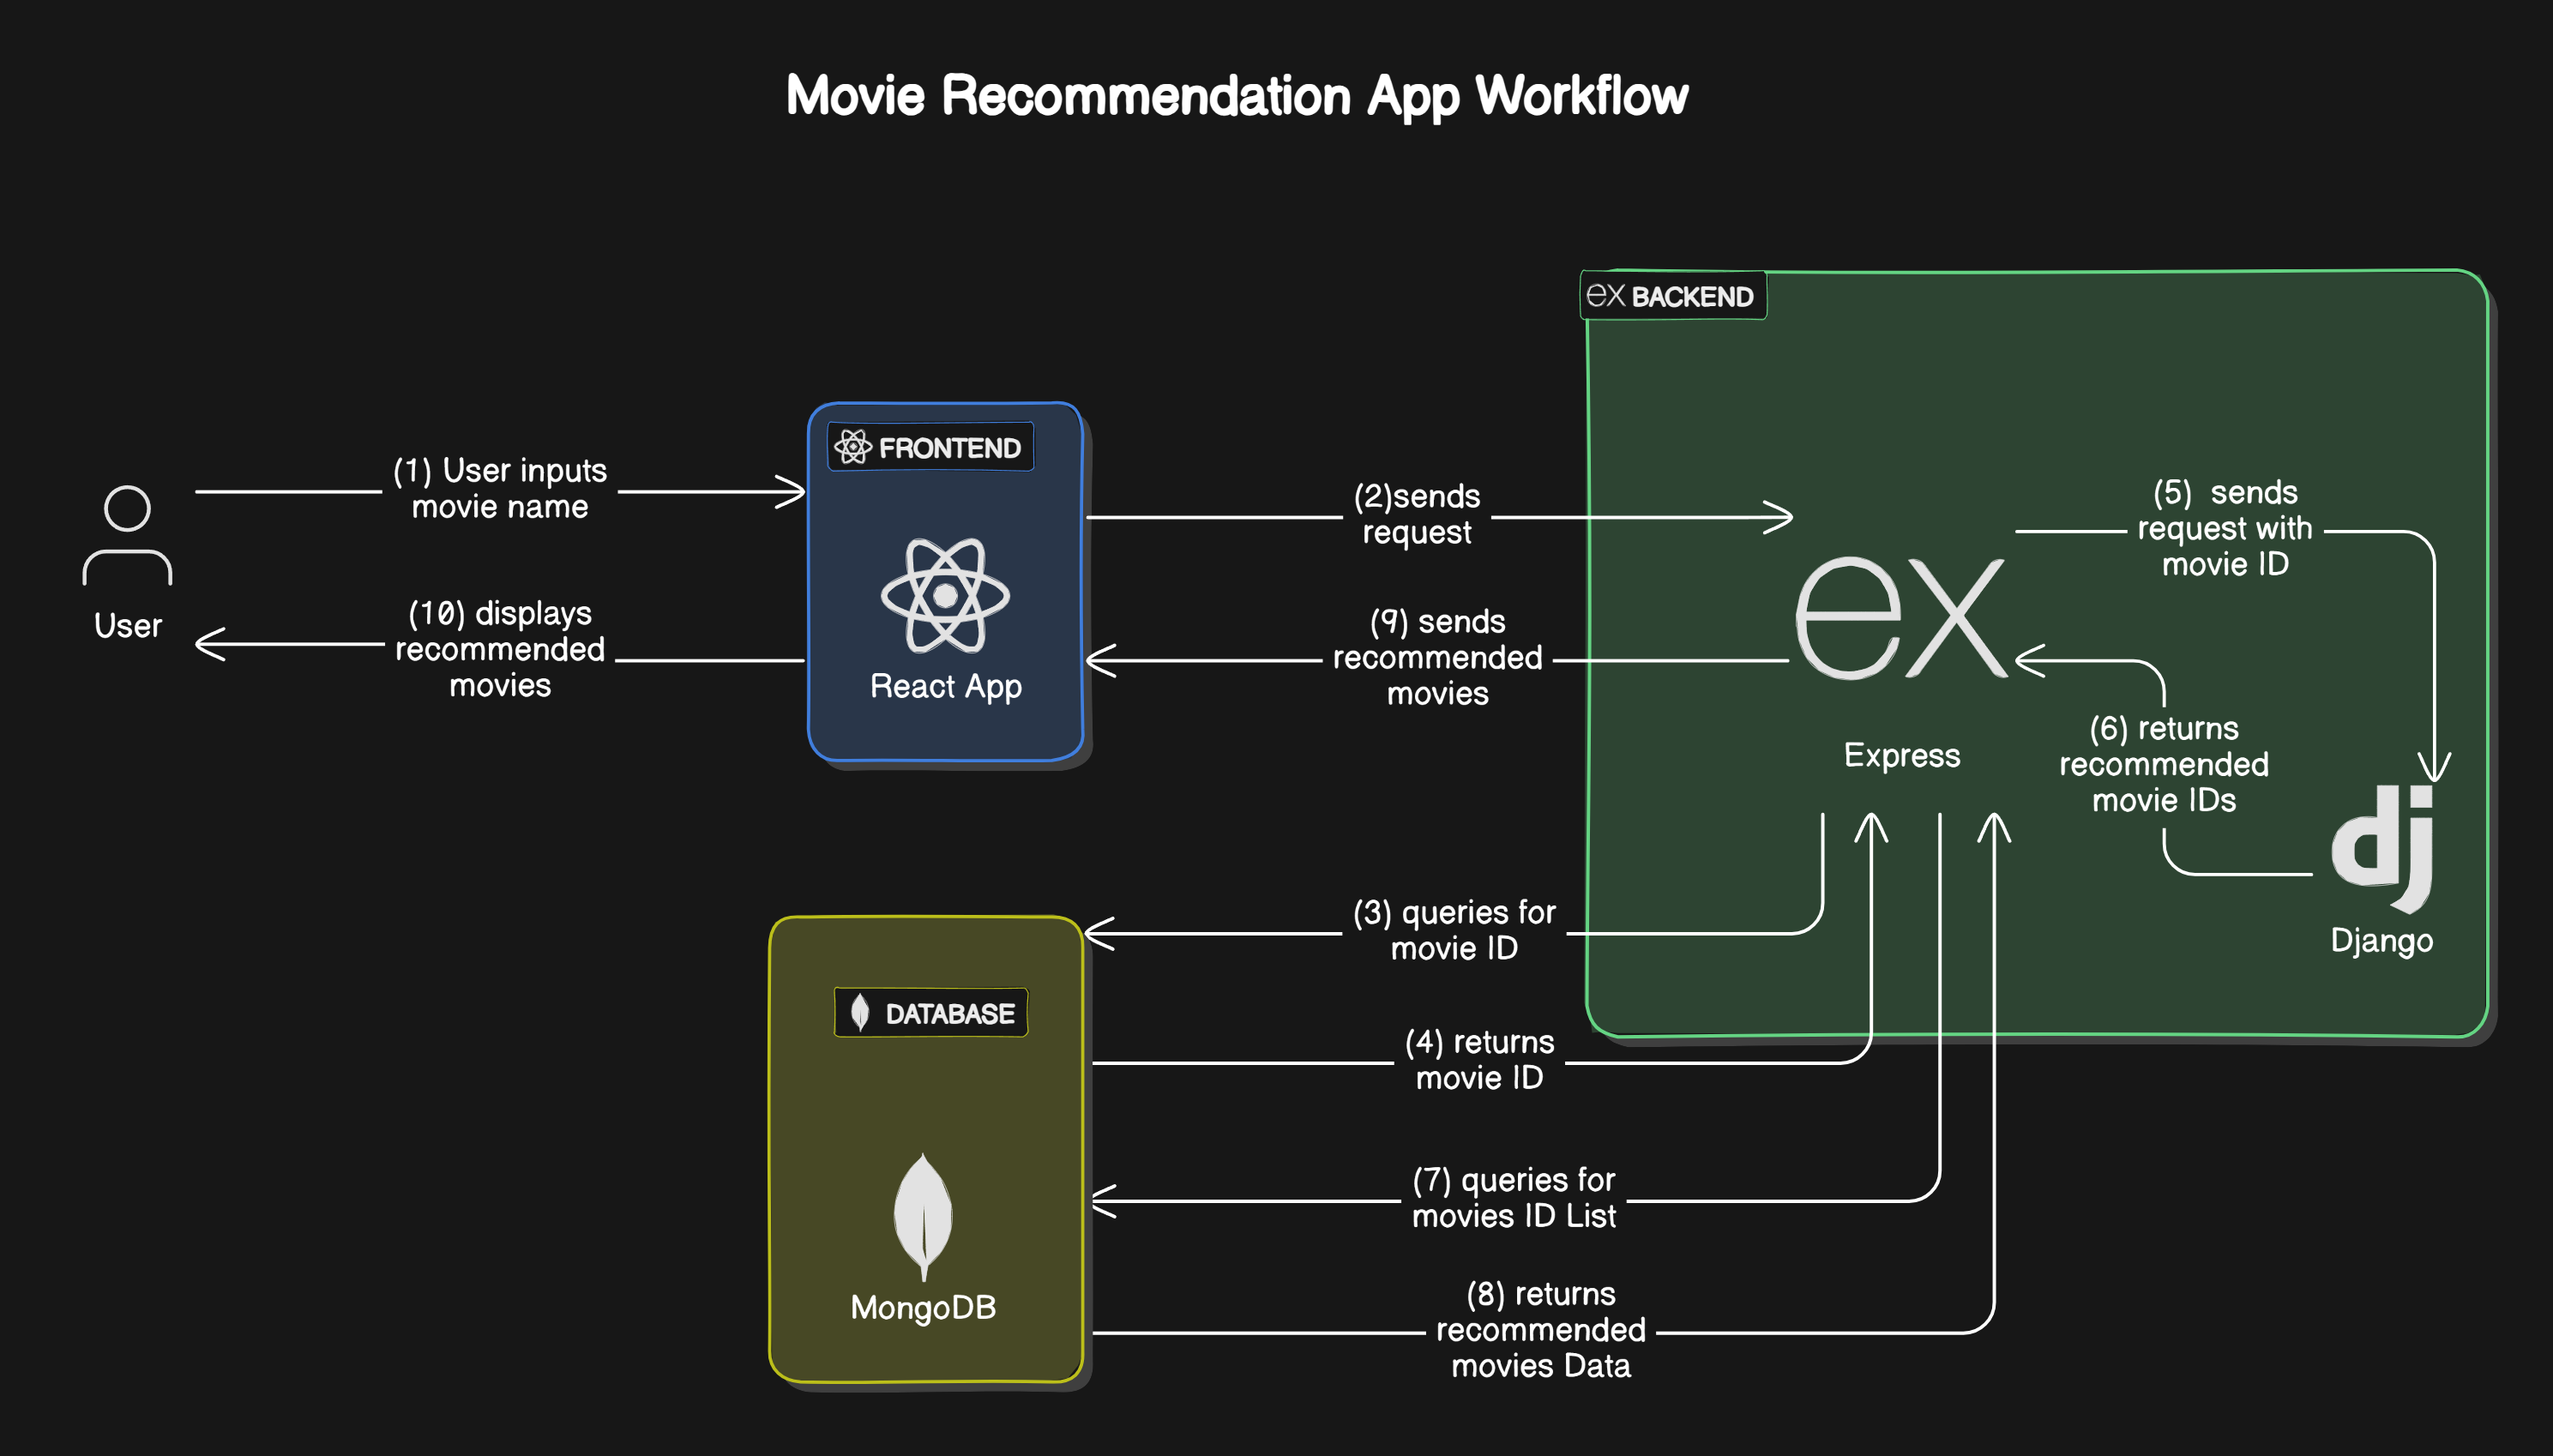 Movie Recommendation App Workflow
ex BACKEND
FRONTEND
(1) User inputs
movie name
(2)sends
request
(5) sends
request with
movie ID
ex
User
(10) displays
recommended
movies
(9) sends
recommended
movies
React App
Express
(6) returns
recommended
movie IDs
dj
Django
(3) queries for
movie ID
DATABASE
(4) returns
movie ID
(7) queries for
movies ID List
MongoDB
(8) returns
recommended
movies Data